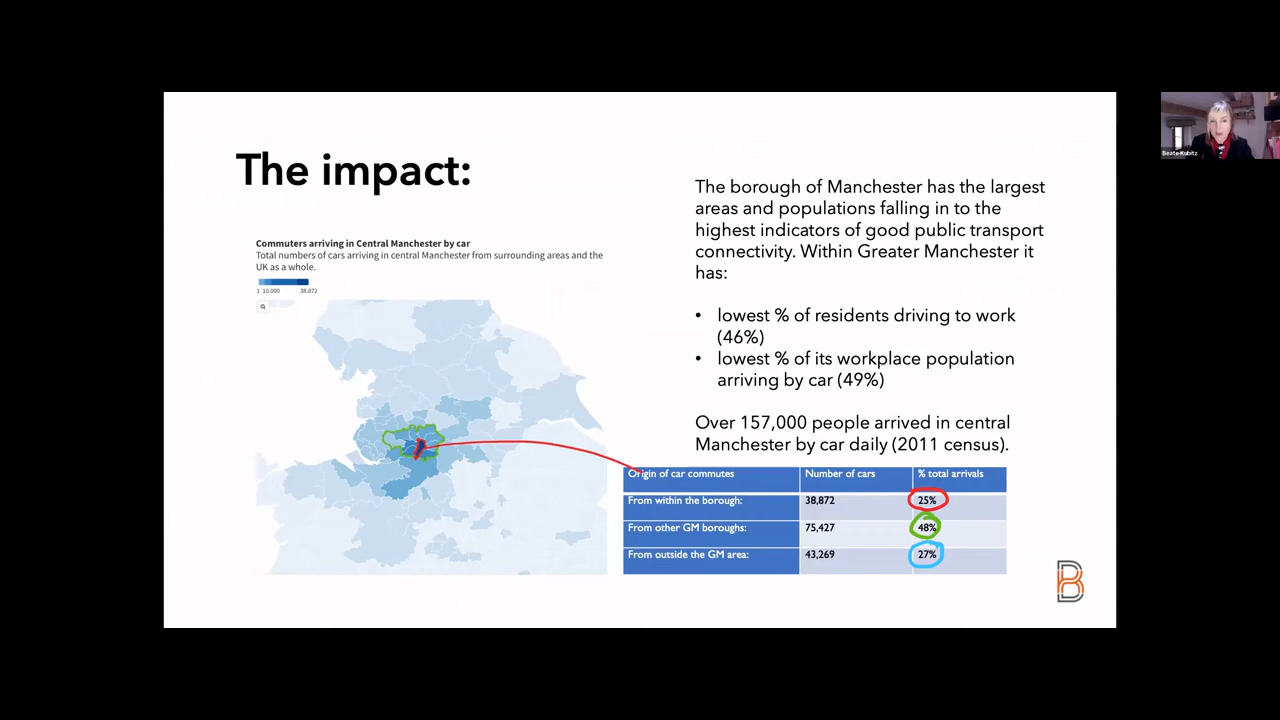 The impact:
Commuters arriving in Central Manchester by car
Total numbers of cars arriving in central Manchester from surrounding areas and the
UK as a whole.
1 10,000 38,872
The borough of Manchester has the largest
areas and populations falling in to the
highest indicators of good public transport
connectivity. Within Greater Manchester it
has:
• lowest % of residents driving to work
(46%)
• lowest % of its workplace population
arriving by car (49%)
Over 157,000 people arrived in central
Manchester by car daily (2011 census).
Origin of car commutes Number of cars % total arrivals
From within the borough: 38,872 25%
From other GM boroughs: 75,427 48%
From outside the GM area: 43,269 27%
B
Beate Kubitz